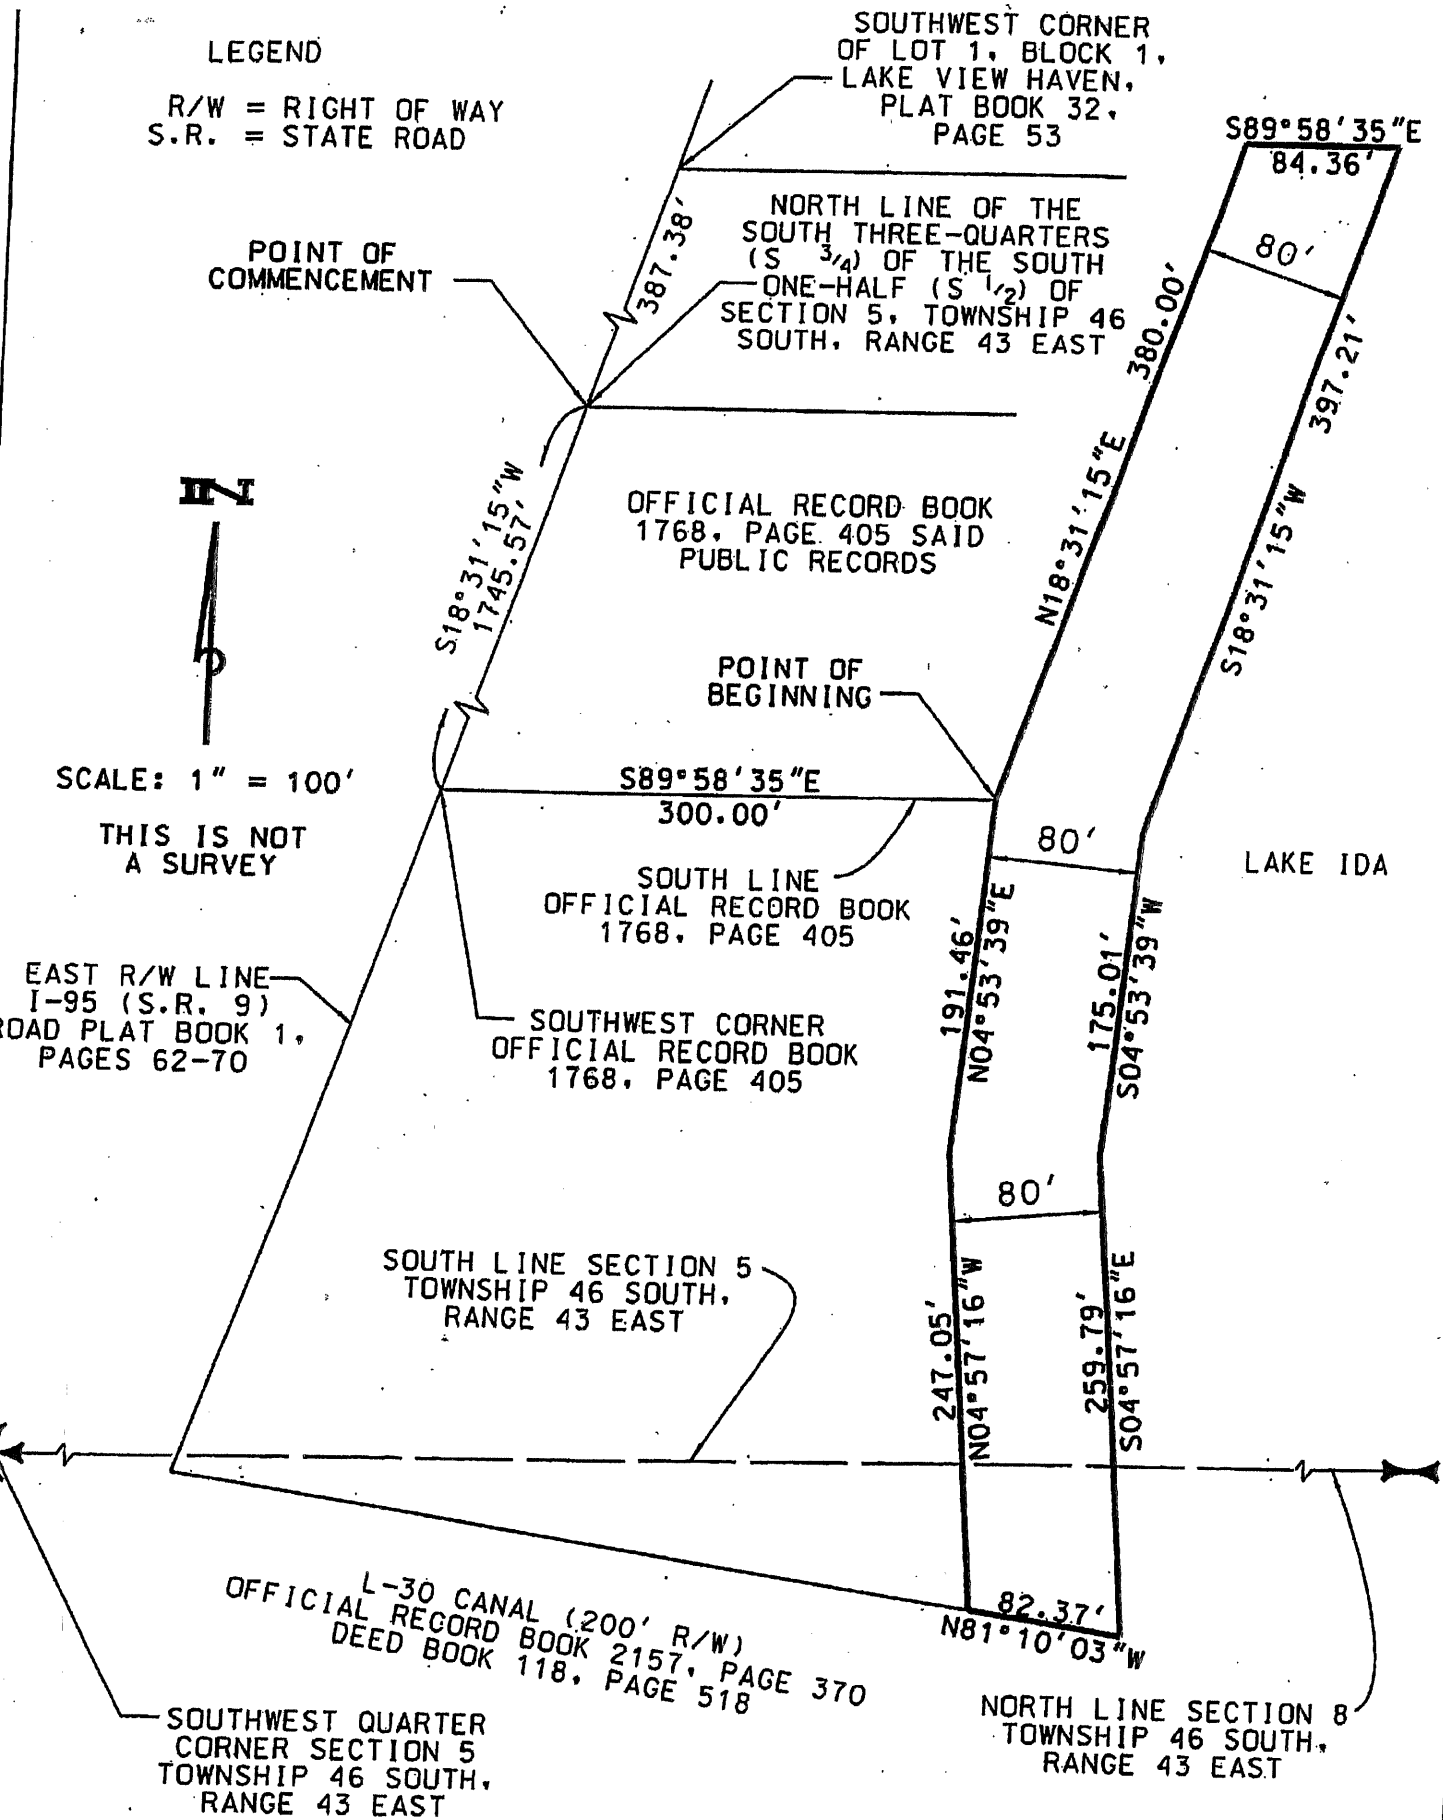 LEGEND
R/W = RIGHT OF WAY
S.R. = STATE ROAD
SOUTHWEST CORNER
OF LOT 1, BLOCK 1,
LAKE VIEW HAVEN,
PLAT BOOK 32,
PAGE 53
S89°58'35"E
84.36'
POINT OF
COMMENCEMENT
387.38'
NORTH LINE OF THE
SOUTH THREE-QUARTERS
(S 3/4) OF THE SOUTH
ONE-HALF (S 1/2) OF
SECTION 5, TOWNSHIP 46
SOUTH, RANGE 43 EAST
80'
380.00'
N18°31'15"E
397.21'
S18°31'15"W
N
S18°31'15"W
1745.57'
OFFICIAL RECORD BOOK
1768, PAGE 405 SAID
PUBLIC RECORDS
POINT OF
BEGINNING
SCALE: 1" = 100'
THIS IS NOT
A SURVEY
S89°58'35"E
300.00'
80'
LAKE IDA
SOUTH LINE
OFFICIAL RECORD BOOK
1768, PAGE 405
191.46'
N04°53'39"E
175.01'
S04°53'39"W
EAST R/W LINE
I-95 (S.R. 9)
ROAD PLAT BOOK 1,
PAGES 62-70
SOUTHWEST CORNER
OFFICIAL RECORD BOOK
1768, PAGE 405
80'
SOUTH LINE SECTION 5
TOWNSHIP 46 SOUTH,
RANGE 43 EAST
247.05'
N04°57'16"W
259.79'
S04°57'16"E
82.37'
N81°10'03"W
L-30 CANAL (200' R/W)
OFFICIAL RECORD BOOK 2157, PAGE 370
DEED BOOK 118, PAGE 518
SOUTHWEST QUARTER
CORNER SECTION 5
TOWNSHIP 46 SOUTH,
RANGE 43 EAST
NORTH LINE SECTION 8
TOWNSHIP 46 SOUTH,
RANGE 43 EAST